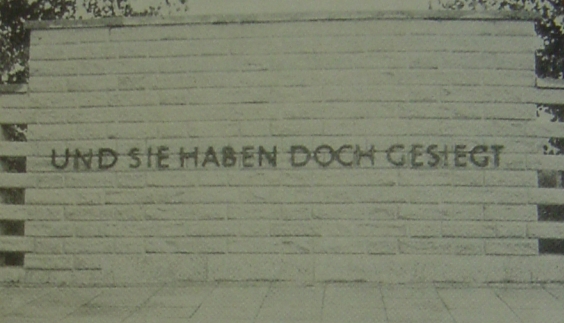 UND SIE HABEN DOCH GESIEGT